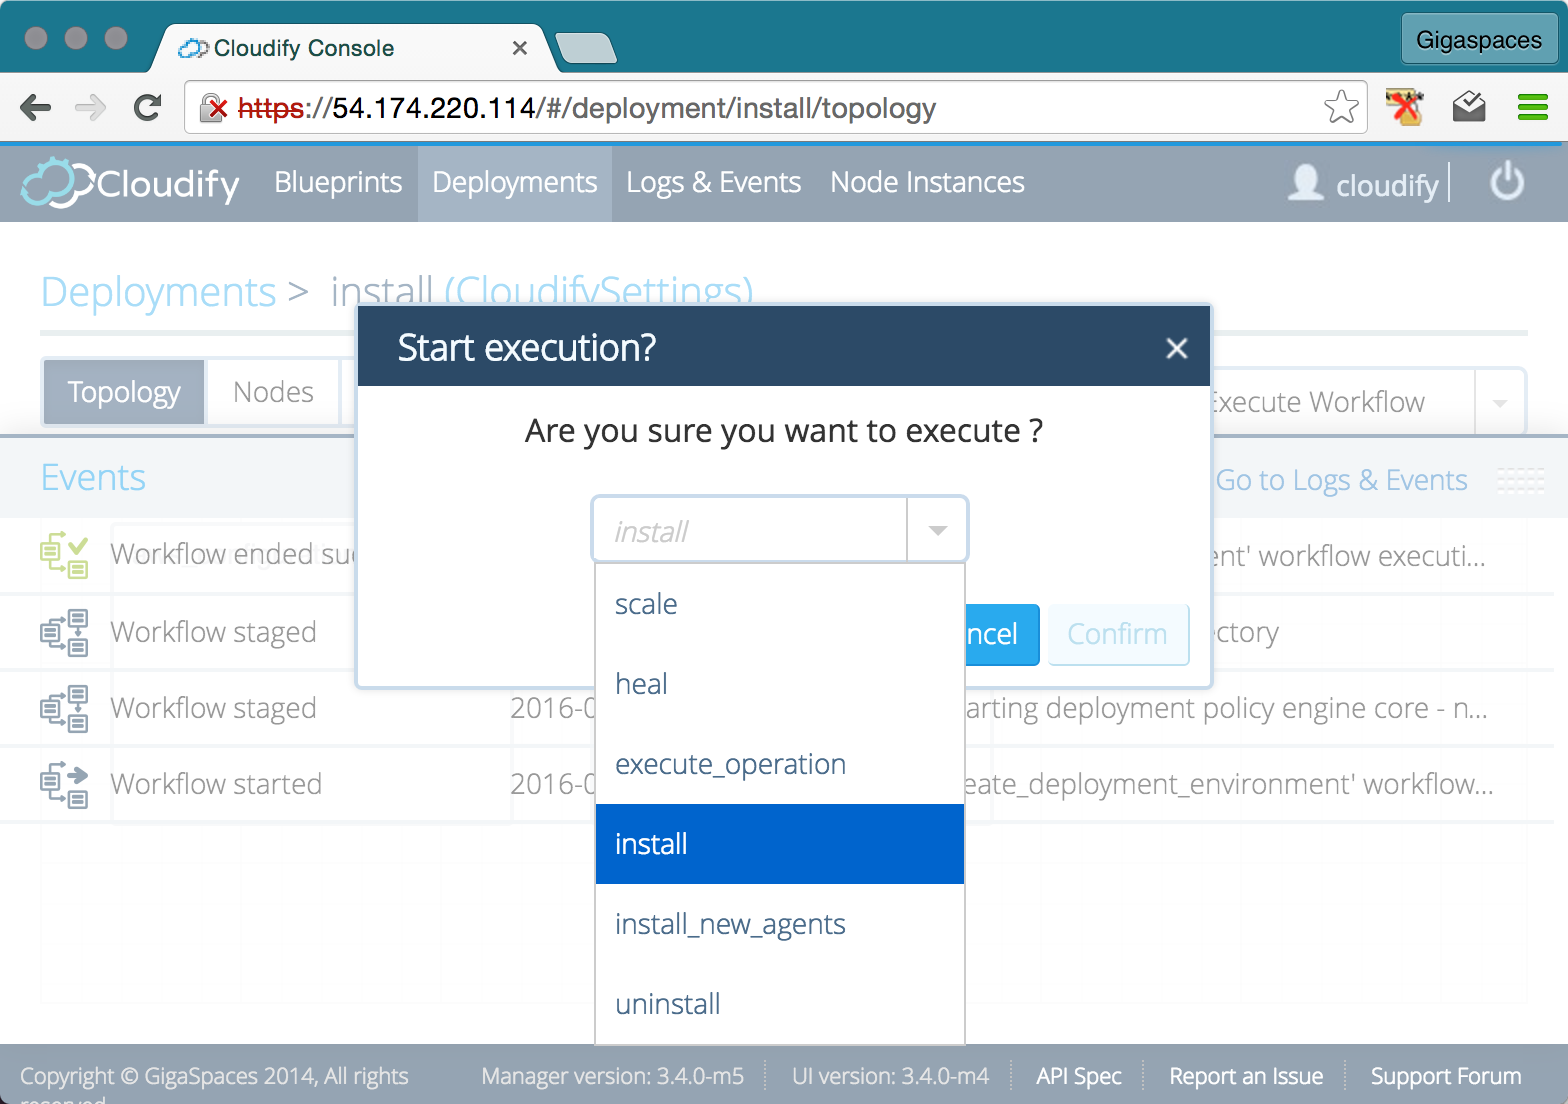 Cloudify Console
Gigaspaces
https://54.174.220.114/#/deployment/install/topology
Cloudify Blueprints Deployments Logs & Events Node Instances cloudify
Deployments > install (CloudifySettings)
Start execution?
Topology Nodes
Execute Workflow
Are you sure you want to execute ?
Events
Go to Logs & Events
install
Workflow ended suc
ent' workflow executi...
scale
Workflow staged
ncel Confirm
ectory
heal
Workflow staged 2016-0
arting deployment policy engine core - n...
execute_operation
Workflow started 2016-0
eate_deployment_environment' workflow...
install
install_new_agents
uninstall
Copyright © GigaSpaces 2014, All rights
reserved
Manager version: 3.4.0-m5 UI version: 3.4.0-m4 API Spec Report an Issue Support Forum